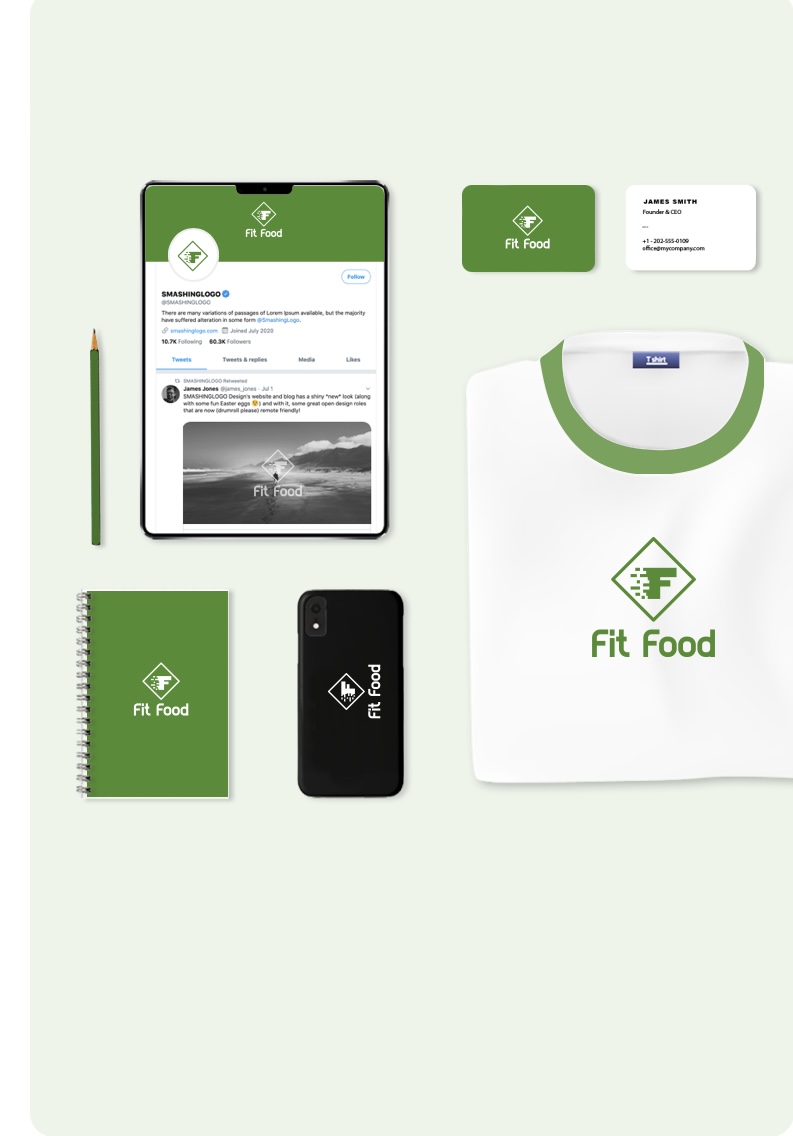 Fit Food
Follow
SMASHINGLOGO
@SMASHINGLOGO
There are many variations of passages of Lorem Ipsum available, but the majority
have suffered alteration in some form @SmashingLogo.
smashinglogo.com Joined July 2020
10.7K Following 60.3K Followers
Tweets Tweets & replies Media Likes
SMASHINGLOGO Retweeted
James Jones @james_jones · Jul 1
SMASHINGLOGO Design's website and blog has a shiry *new* look (along
with some fun Easter eggs 😉) and with it, some great open design roles
that are now (drumroll please) remote friendly!
Fit Food
Fit Food
JAMES SMITH
Founder & CEO
---
+1 - 202-555-0109
office@mycompany.com
T shirt
F
Fit Food
Fit Food
Fit Food